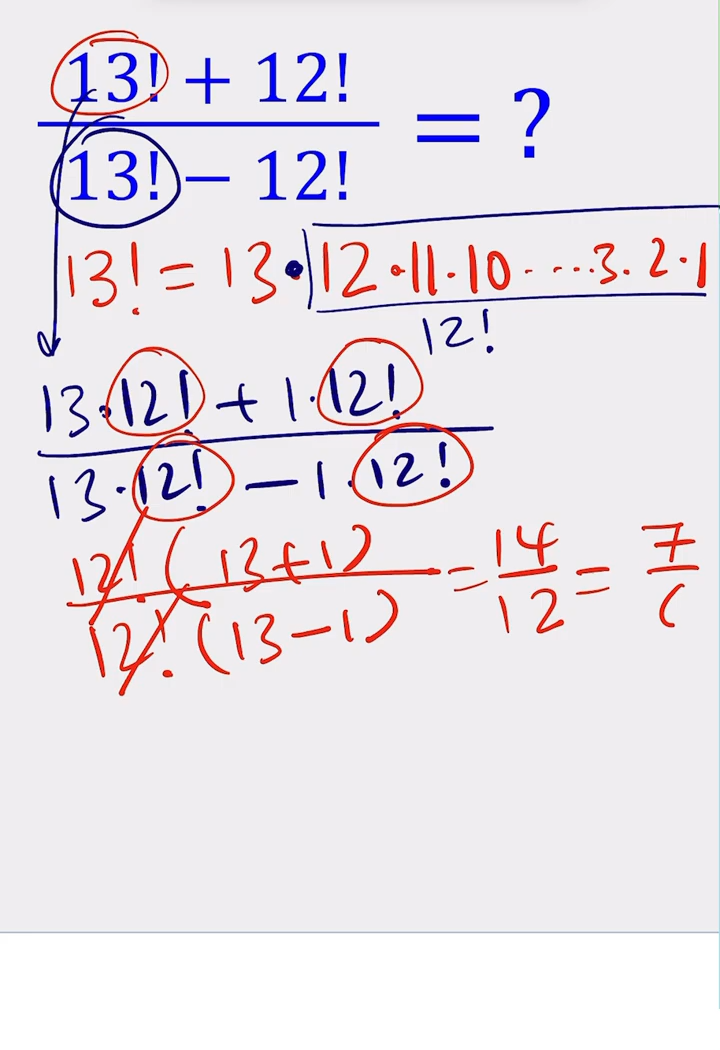 13! + 12!
13! − 12!
= ?
13! = 13 • 12 • 11 · 10 · ···· 3 · 2 · 1
12!
13 · 12! + 1 · 12!
13 · 12! − 1 · 12!
12! (13+1)
12! (13−1)
= 14/12 = 7/